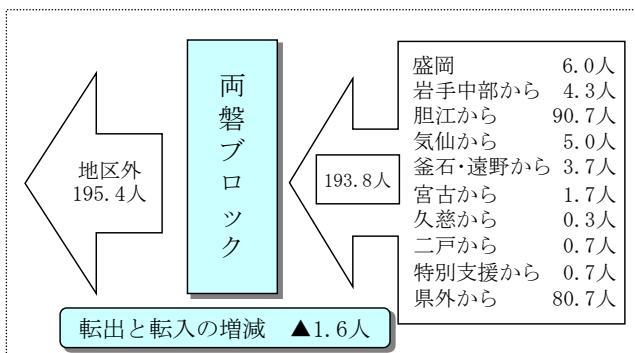 地区外
195.4人
両磐ブロック
193.8人
盛岡 6.0人
岩手中部から 4.3人
胆江から 90.7人
気仙から 5.0人
釜石・遠野から 3.7人
宮古から 1.7人
久慈から 0.3人
二戸から 0.7人
特別支援から 0.7人
県外から 80.7人
転出と転入の増減 ▲1.6人